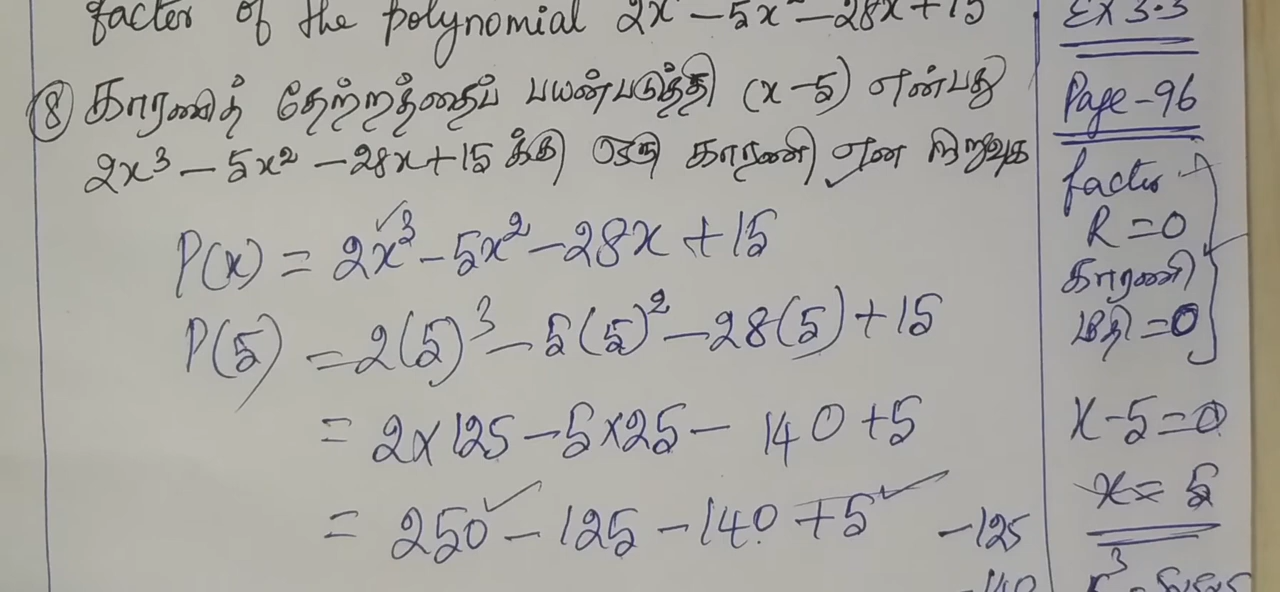 factor of the polynomial 2x - 5x² - 28x + 15
⑧ காரணித் தேற்றத்தைப் பயன்படுத்தி (x-5) என்பது
2x³ - 5x² - 28x + 15 க்கு ஒரு காரணி என நிறுவுக
P(x) = 2x³ - 5x² - 28x + 15
P(5) = 2(5)³ - 5(5)² - 28(5) + 15
= 2 x 125 - 5 x 25 - 140 + 5
= 250 - 125 - 140 + 5
-125
-140
Ex 3.3
Page - 96
factor
R = 0
காரணி
மீதி = 0
x - 5 = 0
x = 5